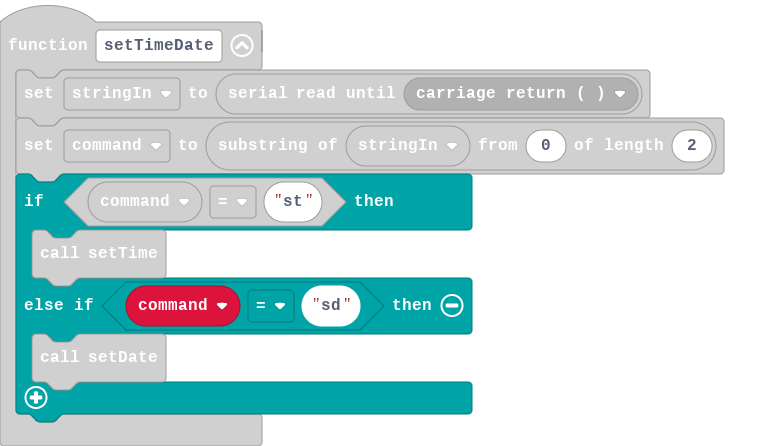 function setTimeDate
set stringIn to serial read until carriage return ( )
set command to substring of stringIn from 0 of length 2
if command = "st" then
call setTime
else if command = "sd" then
call setDate